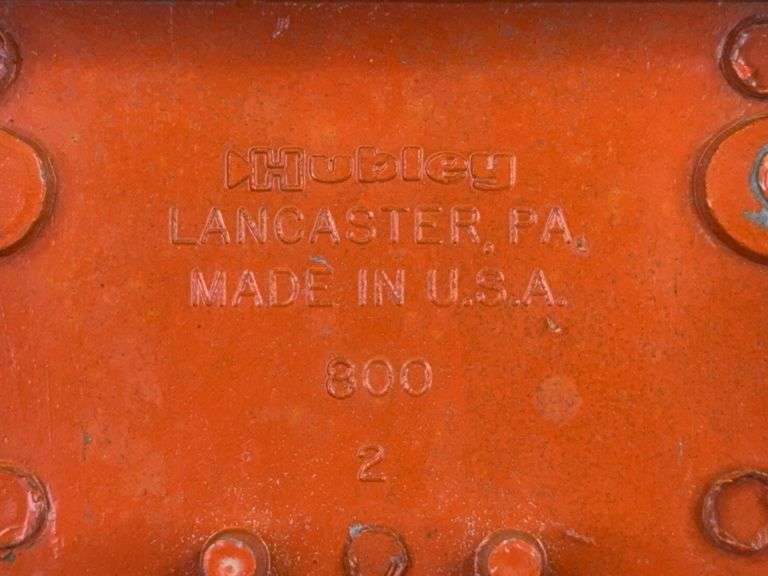 Hubley
LANCASTER, PA.
MADE IN U.S.A.
800
2